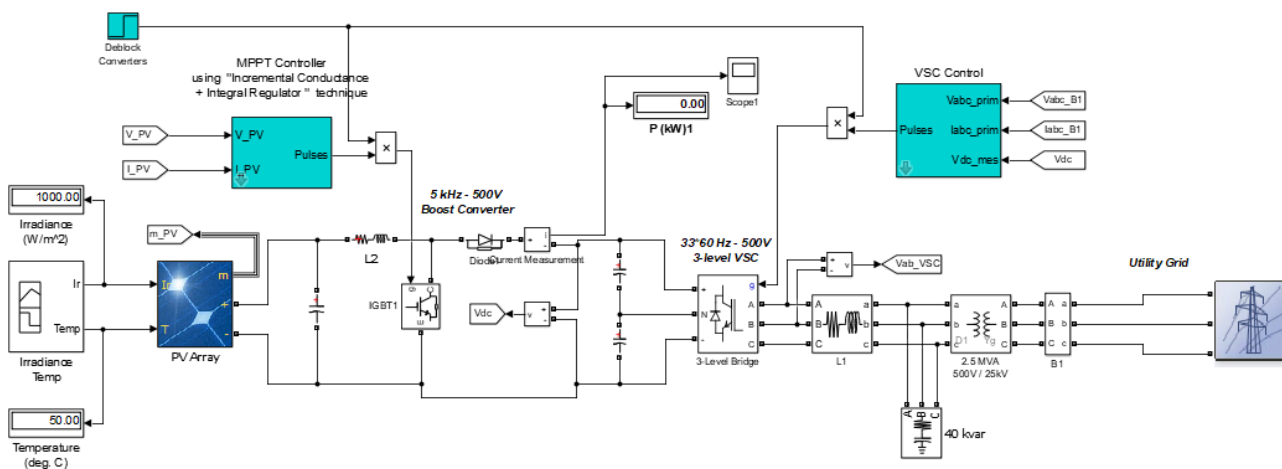 Deblock
Converters
MPPT Controller
using "Incremental Conductance
+ Integral Regulator" technique
V_PV
I_PV
V_PV
I_PV
Pulses
×
0.00
P (kW)1
Scope1
VSC Control
Vabc_prim
Iabc_prim
Vdc_mes
Pulses
Vabc_B1
Iabc_B1
Vdc
×
1000.00
Irradiance
(W/m^2)
m_PV
Ir
Temp
Irradiance
Temp
Ir
T
m
+
-
PV Array
50.00
Temperature
(deg. C)
L2
5 kHz - 500V
Boost Converter
Current Measurement
+
-
i
g
C
E
IGBT1
Vdc
v
+
-
33*60 Hz - 500V
3-level VSC
g
+
N
-
A
B
C
3-Level Bridge
+
-
v
Vab_VSC
A
B
C
a
b
c
L1
a
b
c
A
B
C
D1
Yg
2.5 MVA
500V / 25kV
A
B
C
a
b
c
B1
Utility Grid
A
B
C
40 kvar